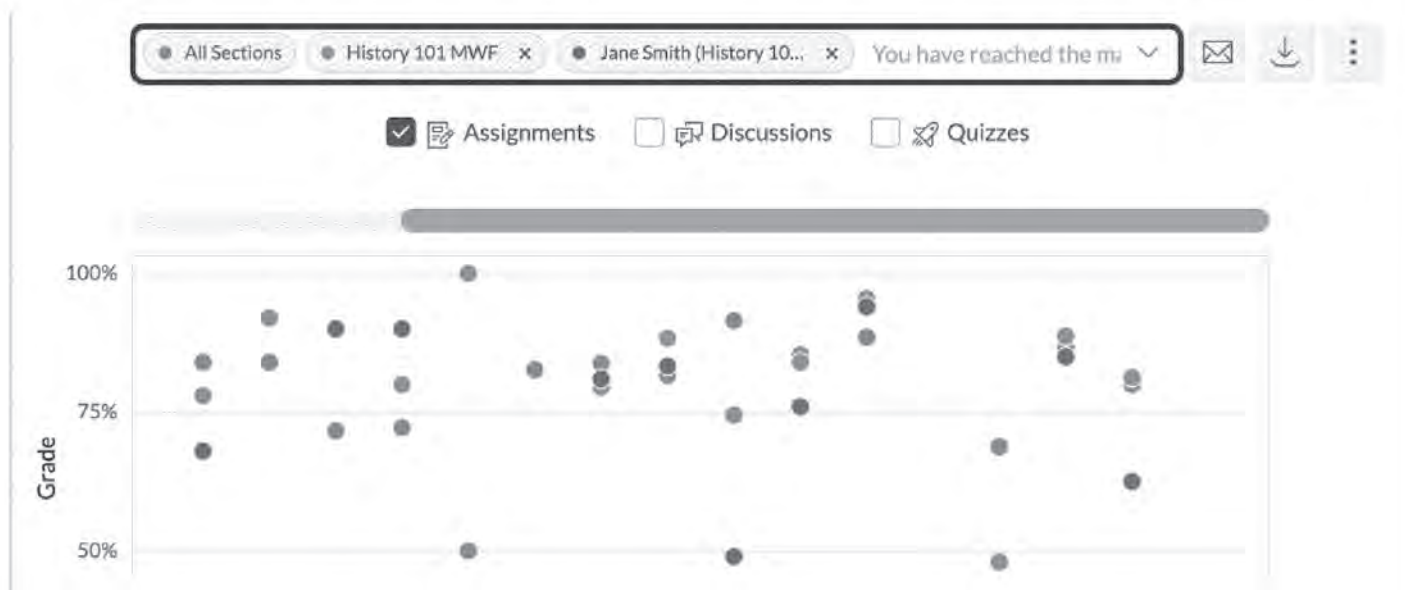 All Sections History 101 MWF × Jane Smith (History 10... × You have reached the
Assignments Discussions Quizzes
100%
75%
Grade
50%